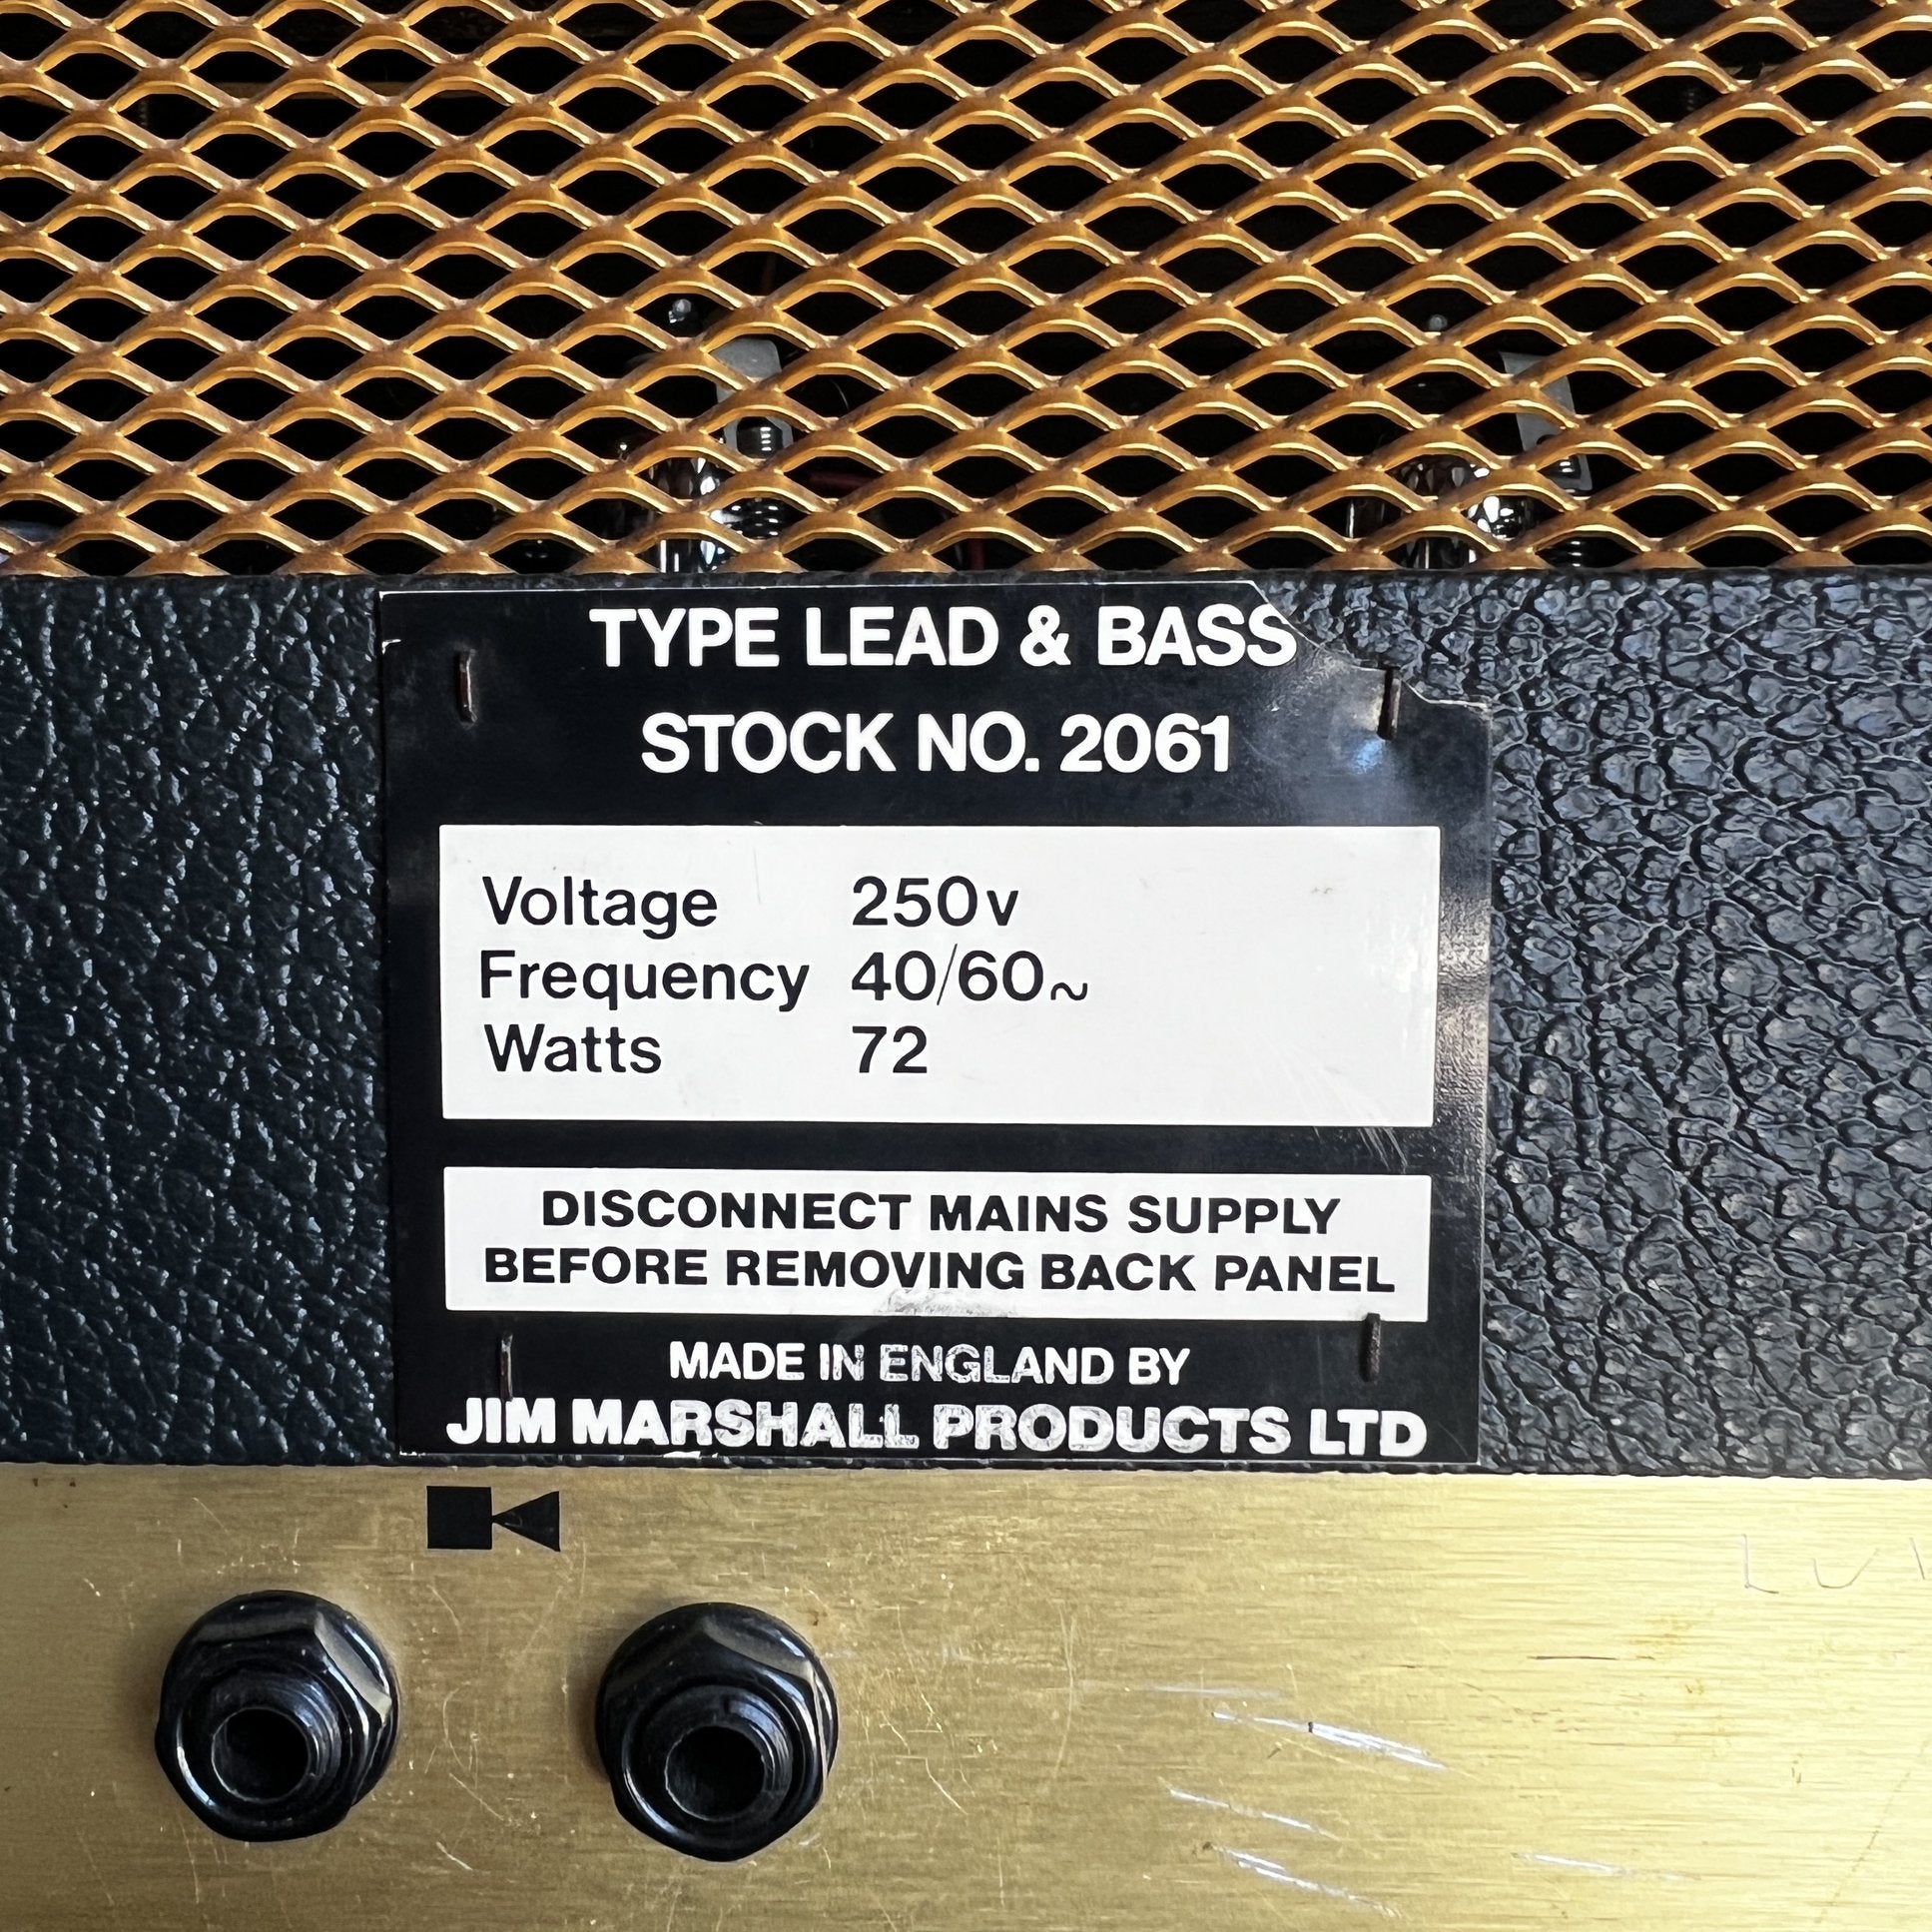 TYPE LEAD & BASS
STOCK NO. 2061
Voltage 250v
Frequency 40/60~
Watts 72
DISCONNECT MAINS SUPPLY
BEFORE REMOVING BACK PANEL
MADE IN ENGLAND BY
JIM MARSHALL PRODUCTS LTD